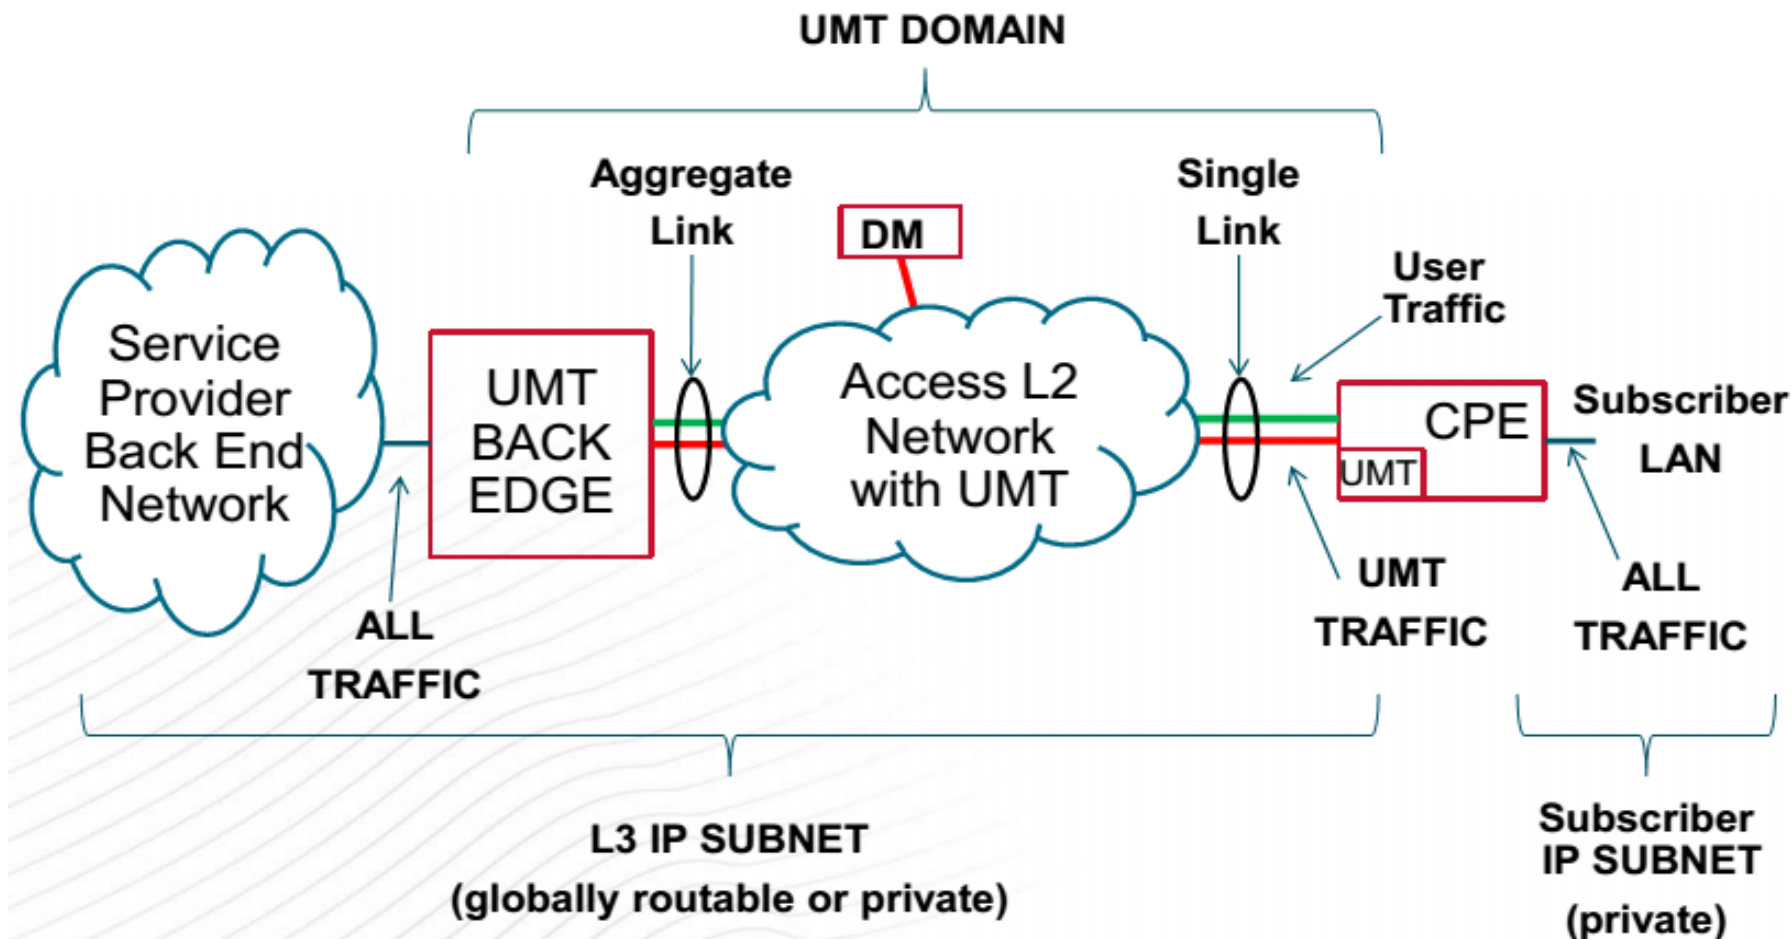 UMT DOMAIN
Aggregate
Link
Single
Link
DM
User
Traffic
Service
Provider
Back End
Network
UMT
BACK
EDGE
Access L2
Network
with UMT
CPE
UMT
Subscriber
LAN
ALL
TRAFFIC
UMT
TRAFFIC
ALL
TRAFFIC
L3 IP SUBNET
(globally routable or private)
Subscriber
IP SUBNET
(private)